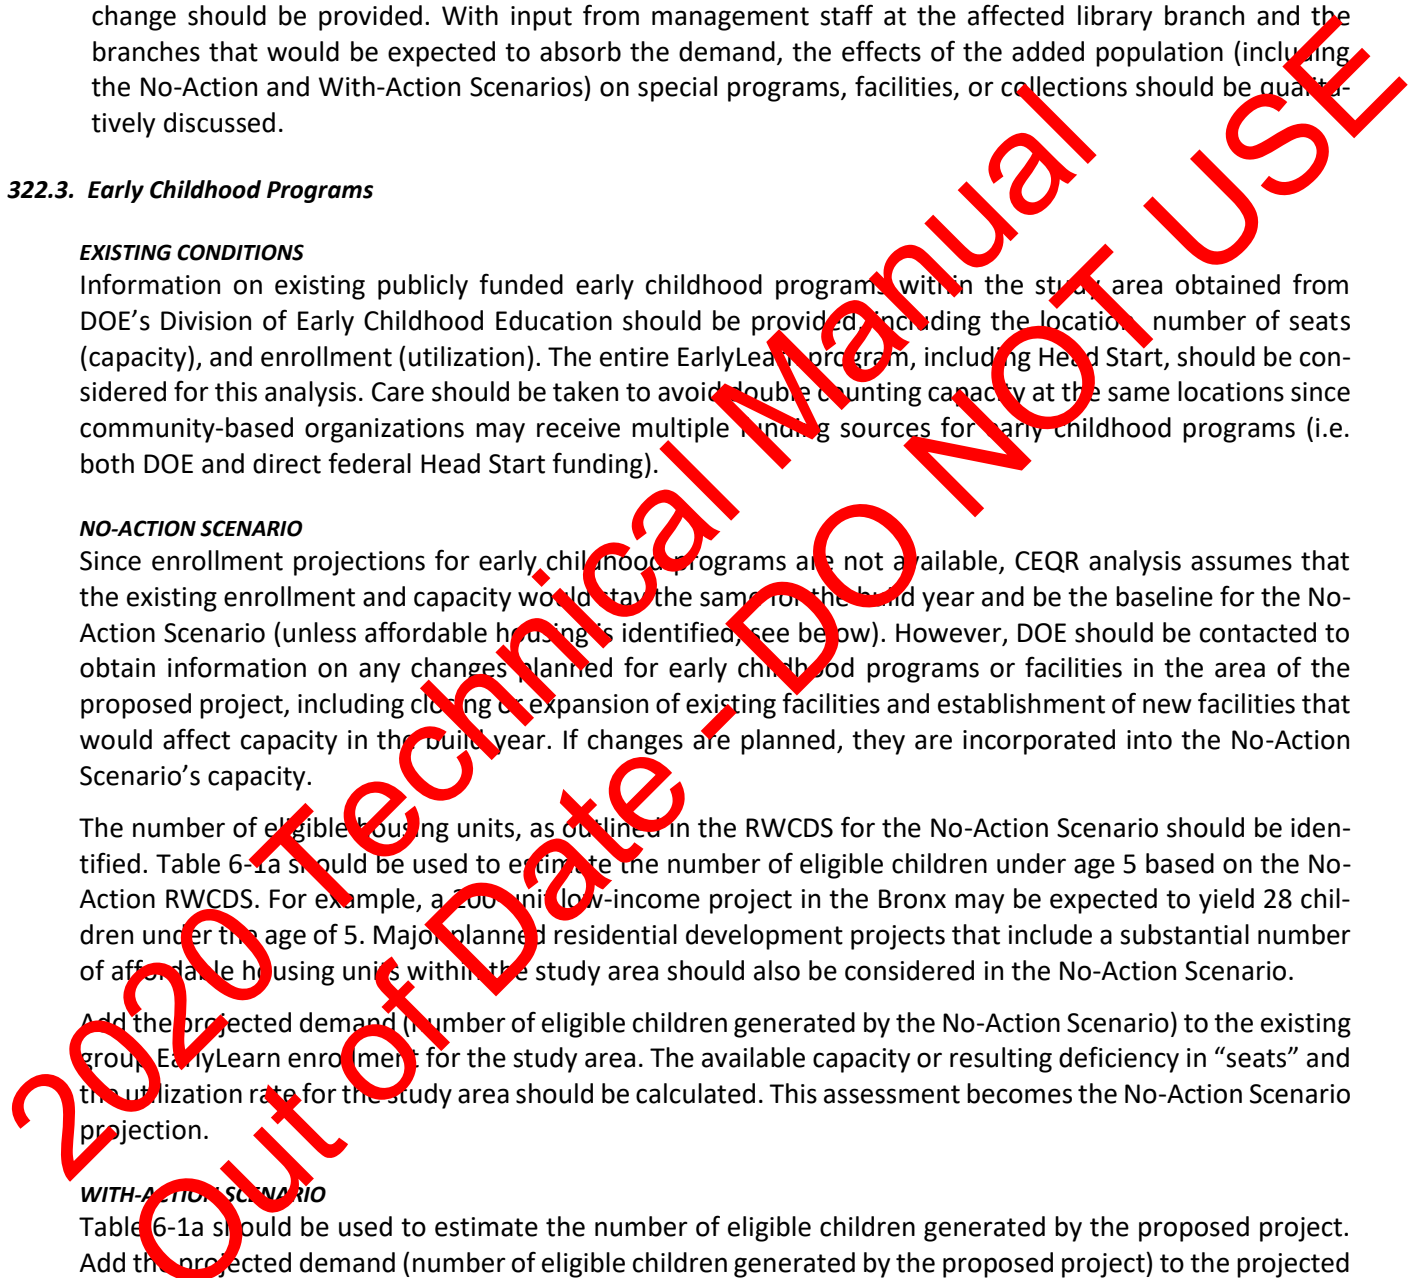 change should be provided. With input from management staff at the affected library branch and the
branches that would be expected to absorb the demand, the effects of the added population (including
the No-Action and With-Action Scenarios) on special programs, facilities, or collections should be qualita-
tively discussed.
322.3. Early Childhood Programs
EXISTING CONDITIONS
Information on existing publicly funded early childhood programs within the study area obtained from
DOE’s Division of Early Childhood Education should be provided, including the location, number of seats
(capacity), and enrollment (utilization). The entire EarlyLearn program, including Head Start, should be con-
sidered for this analysis. Care should be taken to avoid double counting capacity at the same locations since
community-based organizations may receive multiple funding sources for early childhood programs (i.e.
both DOE and direct federal Head Start funding).
NO-ACTION SCENARIO
Since enrollment projections for early childhood programs are not available, CEQR analysis assumes that
the existing enrollment and capacity would stay the same for the build year and be the baseline for the No-
Action Scenario (unless affordable housing is identified, see below). However, DOE should be contacted to
obtain information on any changes planned for early childhood programs or facilities in the area of the
proposed project, including closing or expansion of existing facilities and establishment of new facilities that
would affect capacity in the build year. If changes are planned, they are incorporated into the No-Action
Scenario’s capacity.
The number of eligible housing units, as outlined in the RWCDS for the No-Action Scenario should be iden-
tified. Table 6-1a should be used to estimate the number of eligible children under age 5 based on the No-
Action RWCDS. For example, a 200 unit low-income project in the Bronx may be expected to yield 28 chil-
dren under the age of 5. Major planned residential development projects that include a substantial number
of affordable housing units within the study area should also be considered in the No-Action Scenario.
Add the projected demand (number of eligible children generated by the No-Action Scenario) to the existing
group EarlyLearn enrollment for the study area. The available capacity or resulting deficiency in “seats” and
the utilization rate for the study area should be calculated. This assessment becomes the No-Action Scenario
projection.
WITH-ACTION SCENARIO
Table 6-1a should be used to estimate the number of eligible children generated by the proposed project.
Add the projected demand (number of eligible children generated by the proposed project) to the projected
2020 Technical Manual
Out of Date - DO NOT USE